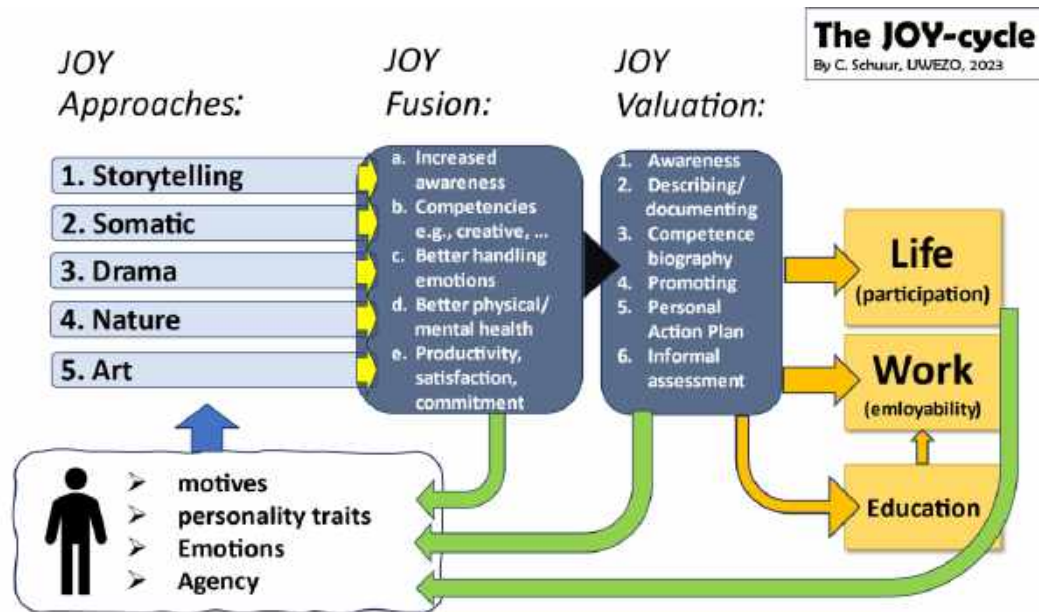 The JOY-cycle
By C. Schuur, UWEZO, 2023
JOY
Approaches:
1. Storytelling
2. Somatic
3. Drama
4. Nature
5. Art
JOY
Fusion:
a. Increased
awareness
b. Competencies
e.g., creative, ...
c. Better handling
emotions
d. Better physical/
mental health
e. Productivity,
satisfaction,
commitment
JOY
Valuation:
1. Awareness
2. Describing/
documenting
3. Competence
biography
4. Promoting
5. Personal
Action Plan
6. Informal
assessment
Life
(participation)
Work
(emloyability)
Education
➢ motives
➢ personality traits
➢ Emotions
➢ Agency